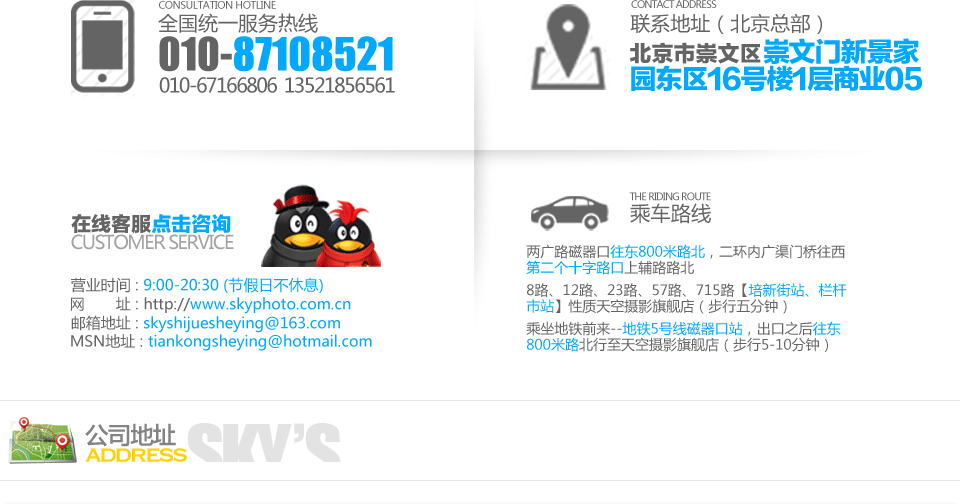 CONSULTATION HOTLINE
全国统一服务热线
010-87108521
010-67166806 13521856561
CONTACT ADDRESS
联系地址（北京总部）
北京市崇文区崇文门新景家
园东区16号楼1层商业05
在线客服点击咨询
CUSTOMER SERVICE
营业时间 : 9:00-20:30 (节假日不休息)
网　　址 : http://www.skyphoto.com.cn
邮箱地址 : skyshijuesheying@163.com
MSN地址 : tiankongsheying@hotmail.com
THE RIDING ROUTE
乘车路线
两广路磁器口往东800米路北，二环内广渠门桥往西
第二个十字路口上辅路路北
8路、12路、23路、57路、715路【培新街站、栏杆
市站】性质天空摄影旗舰店（步行五分钟）
乘坐地铁前来--地铁5号线磁器口站，出口之后往东
800米路北行至天空摄影旗舰店（步行5-10分钟）
公司地址
ADDRESS
SKY'S